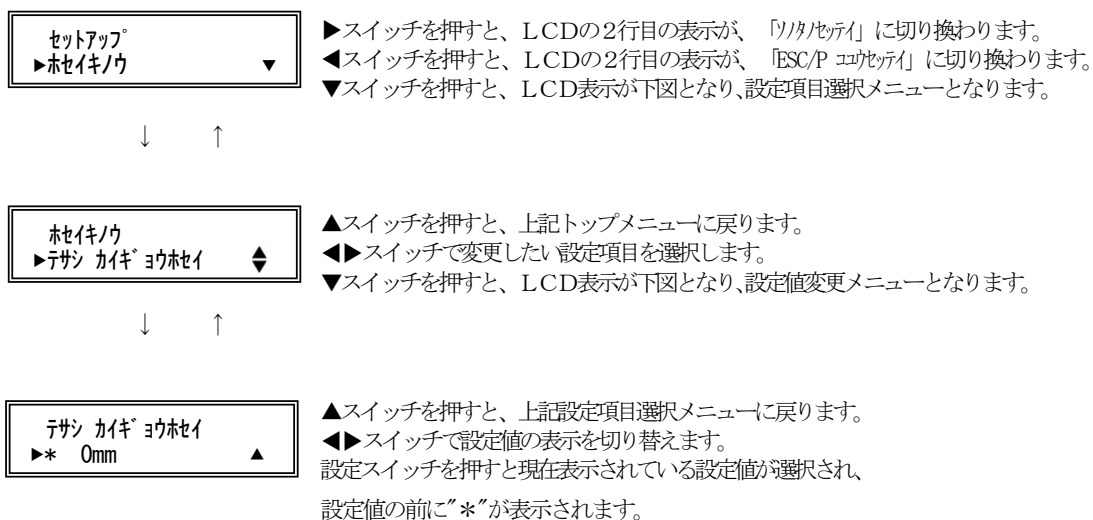 セットアップ
▶ホセイキノウ ▼
▶スイッチを押すと、LCDの2行目の表示が、「ソノタノセッテイ」に切り換わります。
◀スイッチを押すと、LCDの2行目の表示が、「ESC/P コユウセッテイ」に切り換わります。
▼スイッチを押すと、LCD表示が下図となり、設定項目選択メニューとなります。
↓ ↑
ホセイキノウ
▶テサシ カイギョウホセイ ◆
▲スイッチを押すと、上記トップメニューに戻ります。
◀▶スイッチで変更したい設定項目を選択します。
▼スイッチを押すと、LCD表示が下図となり、設定値変更メニューとなります。
↓ ↑
テサシ カイギョウホセイ
▶* 0mm ▲
▲スイッチを押すと、上記設定項目選択メニューに戻ります。
◀▶スイッチで設定値の表示を切り替えます。
設定スイッチを押すと現在表示されている設定値が選択され、
設定値の前に"*"が表示されます。